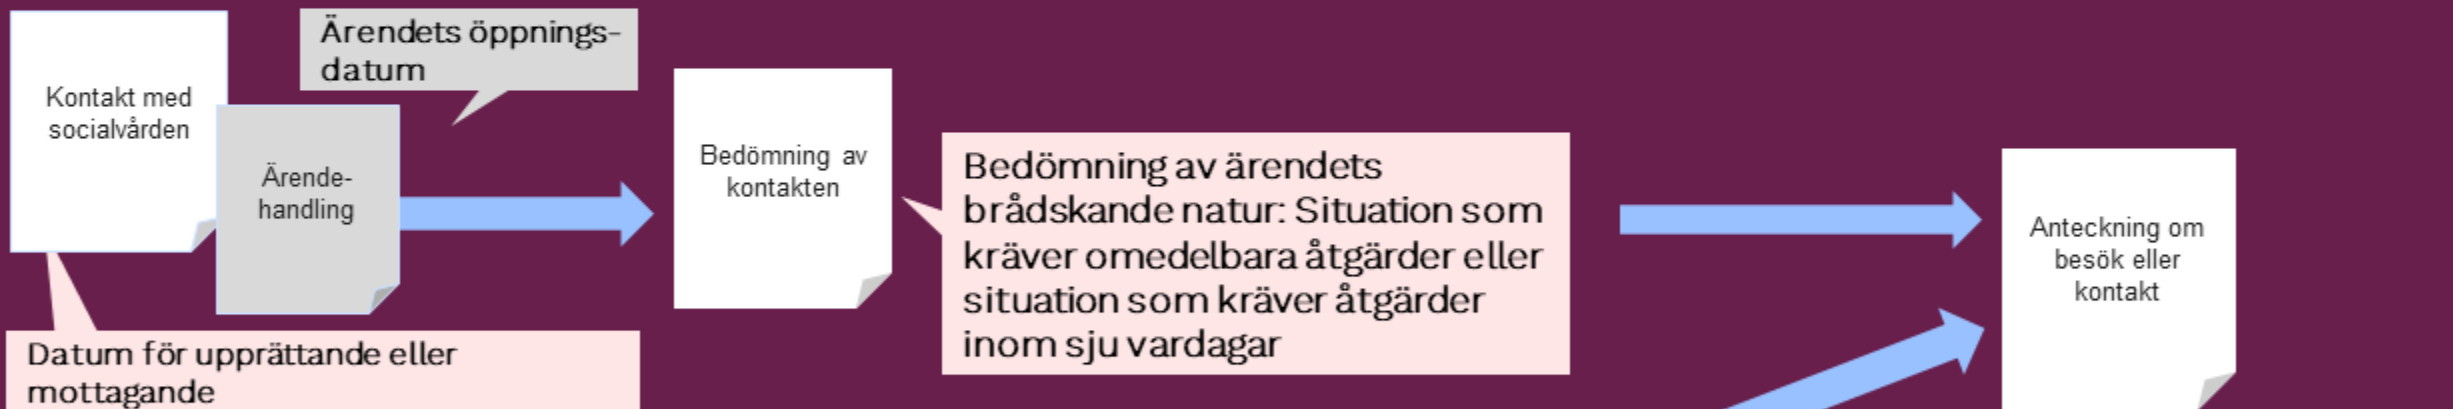 Kontakt med
socialvården
Ärendets öppnings-
datum
Ärende-
handling
Datum för upprättande eller
mottagande
Bedömning av
kontakten
Bedömning av ärendets
brådskande natur: Situation som
kräver omedelbara åtgärder eller
situation som kräver åtgärder
inom sju vardagar
Anteckning om
besök eller
kontakt